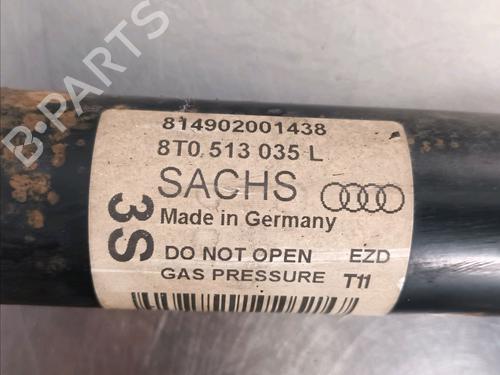 814902001438
8T0 513 035 L
SACHS
Made in Germany
3S
DO NOT OPEN EZD
GAS PRESSURE T11
B-PARTS